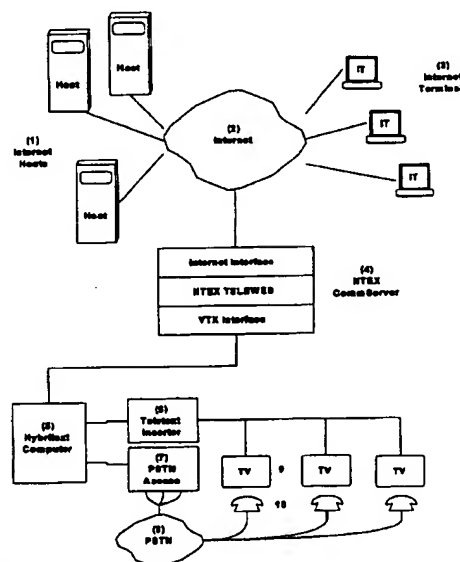 Host
Host
(3)
Internet
IT
IT
IT
(1)
Internet
Hosts
(2)
Internet
Host
Internet Interface
NTEX TELEWEB
VTX Interface
(4)
NTEX
CommServer
(5)
Hybritext
Computer
(6)
Teletext
Inserter
(7)
PSTN
Access
TV
9
TV
TV
10
PSTN